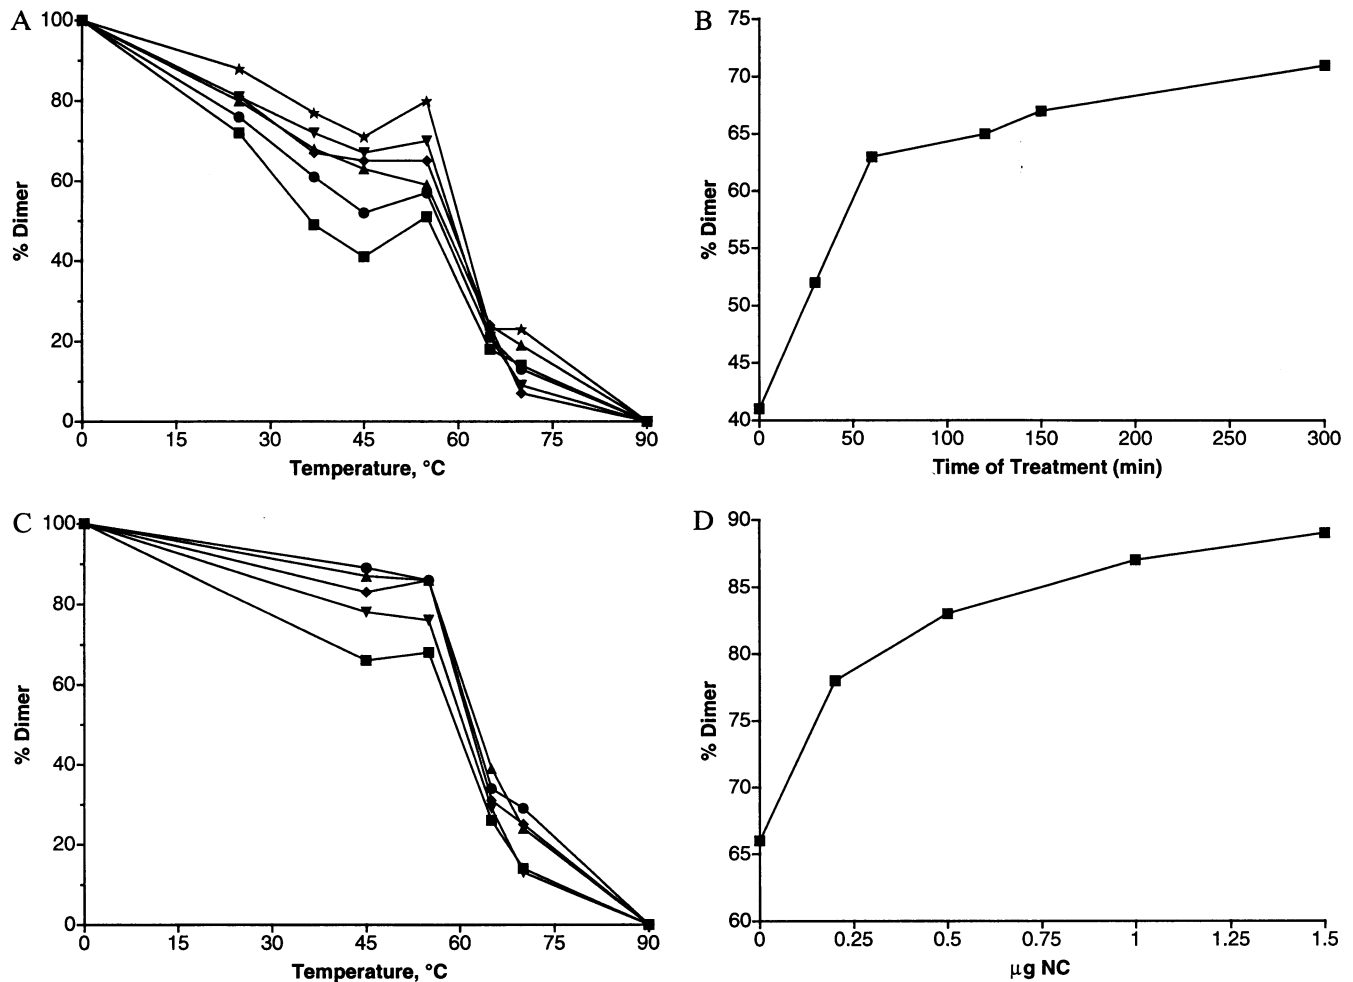 A
100
80
60
40
20
0
% Dimer
0 15 30 45 60 75 90
Temperature, °C
B
75
70
65
60
55
50
45
40
% Dimer
0 50 100 150 200 250 300
Time of Treatment (min)
C
100
80
60
40
20
0
% Dimer
0 15 30 45 60 75 90
Temperature, °C
D
90
85
80
75
70
65
60
% Dimer
0 0.25 0.5 0.75 1 1.25 1.5
μg NC